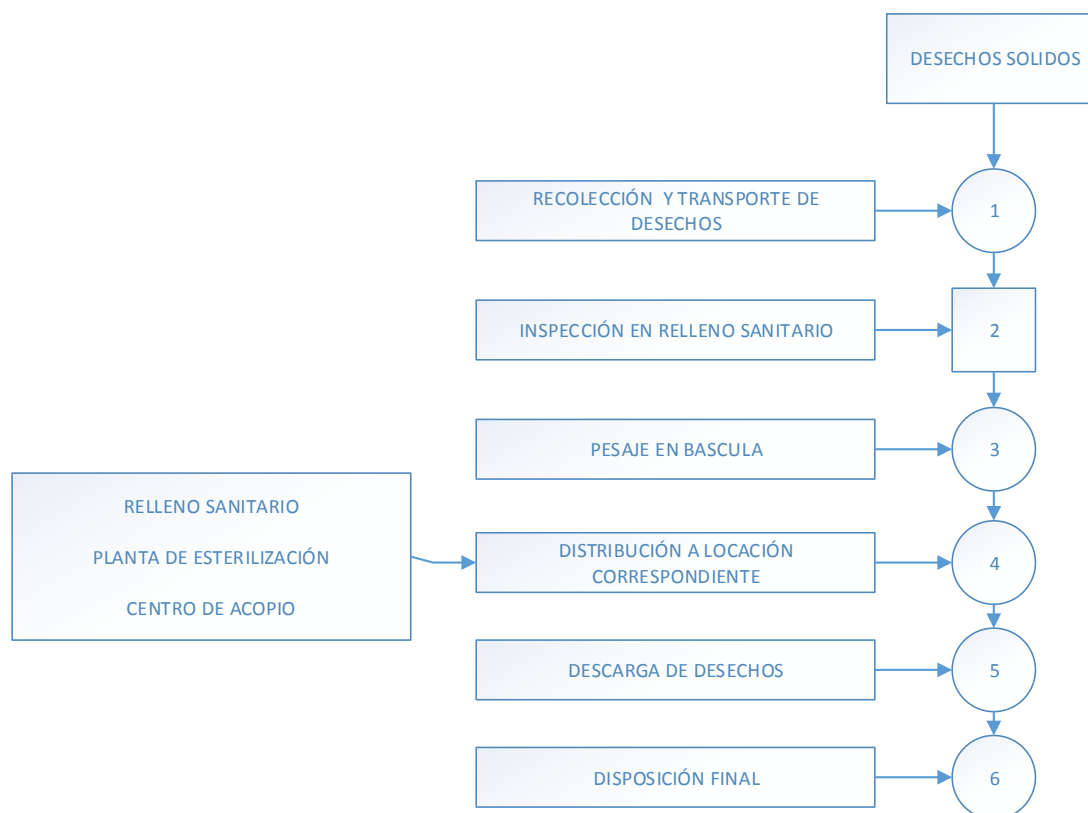 DESECHOS SOLIDOS
RECOLECCIÓN Y TRANSPORTE DE
DESECHOS
1
INSPECCIÓN EN RELLENO SANITARIO
2
PESAJE EN BASCULA
3
RELLENO SANITARIO
PLANTA DE ESTERILIZACIÓN
CENTRO DE ACOPIO
DISTRIBUCIÓN A LOCACIÓN
CORRESPONDIENTE
4
DESCARGA DE DESECHOS
5
DISPOSICIÓN FINAL
6